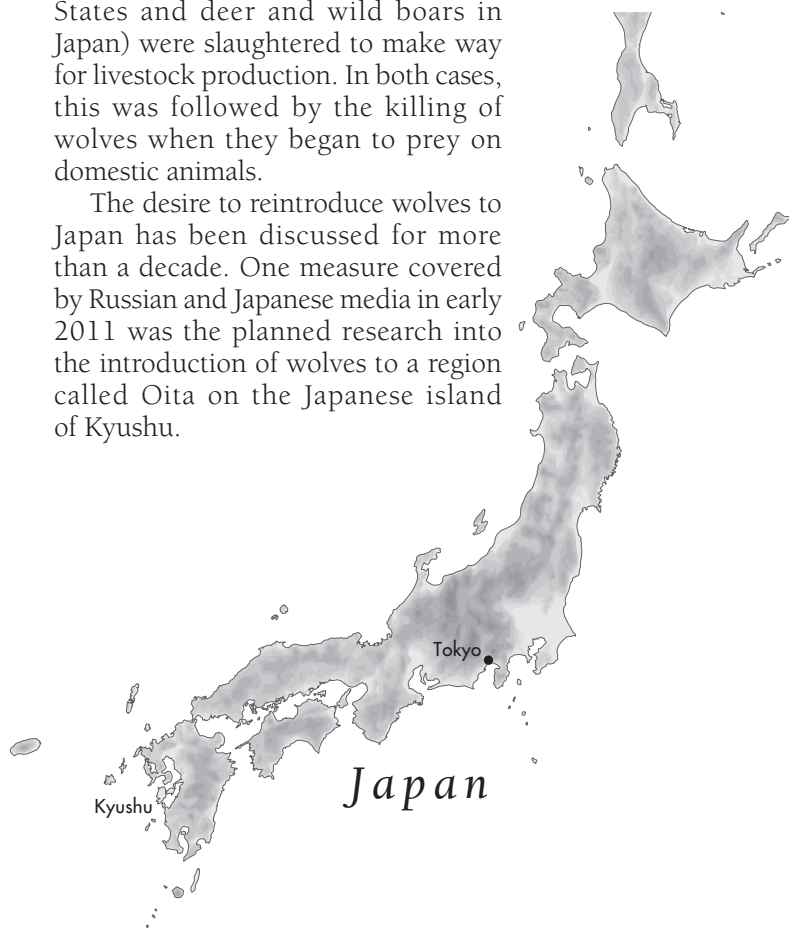 States and deer and wild boars in
Japan) were slaughtered to make way
for livestock production. In both cases,
this was followed by the killing of
wolves when they began to prey on
domestic animals.
The desire to reintroduce wolves to
Japan has been discussed for more
than a decade. One measure covered
by Russian and Japanese media in early
2011 was the planned research into
the introduction of wolves to a region
called Oita on the Japanese island
of Kyushu.
Tokyo
Japan
Kyushu